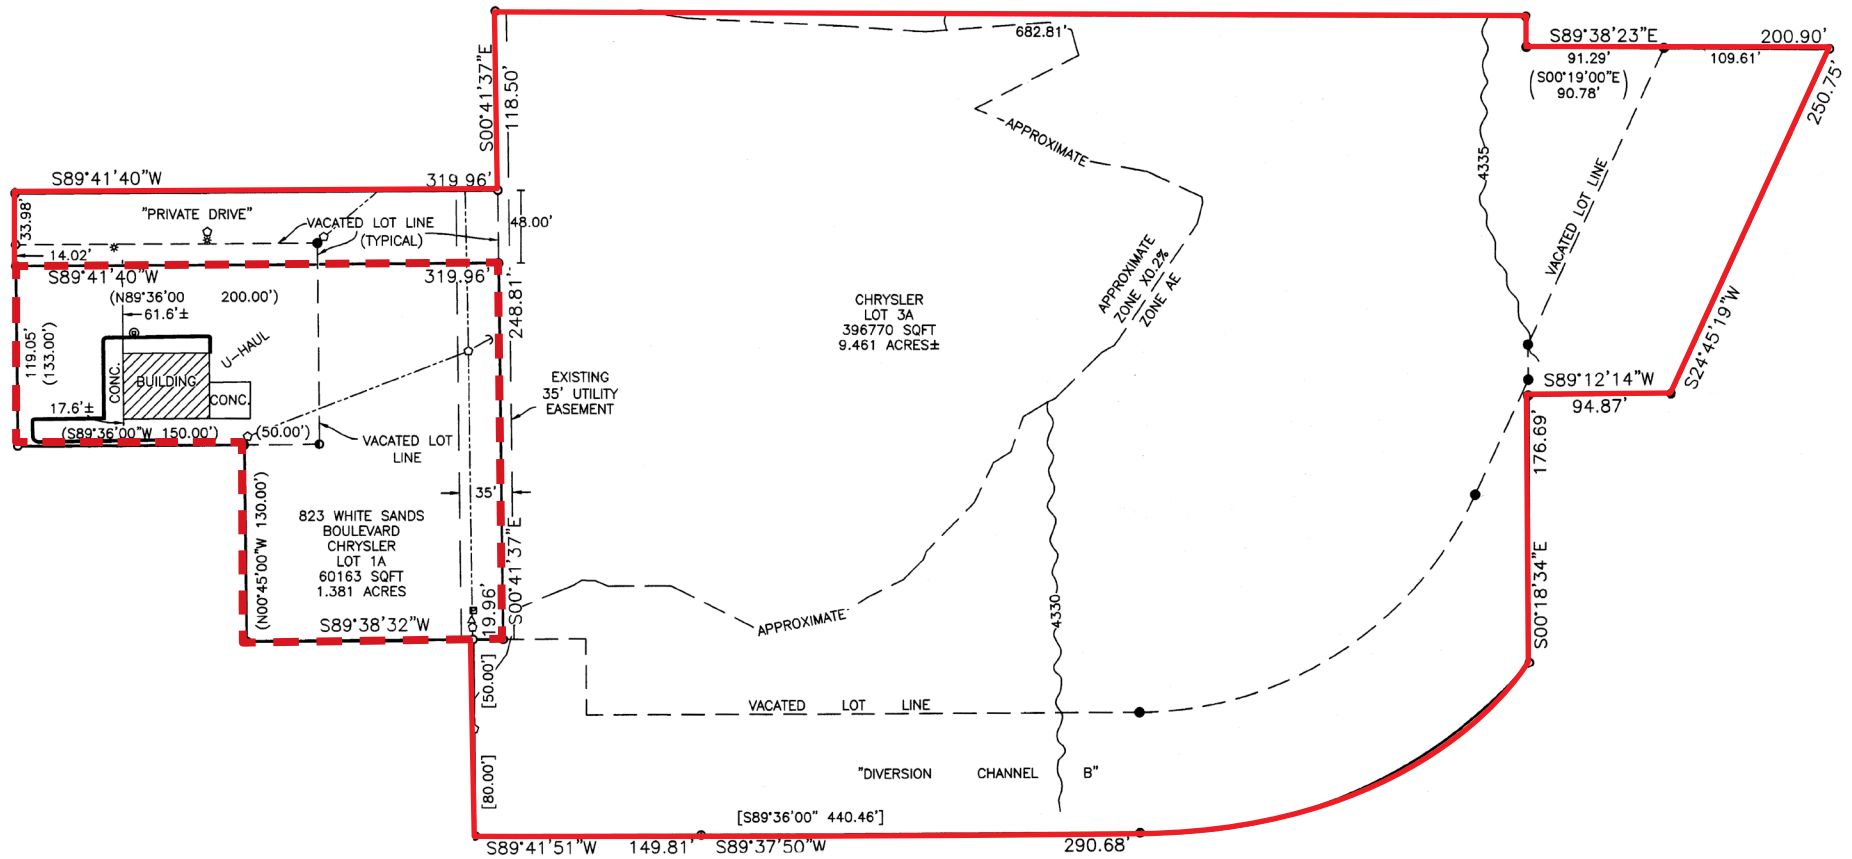 682.81'
S89°38'23"E
200.90'
91.29'
109.61'
(S00°19'00"E)
90.78'
250.75'
S00°41'37"E
118.50'
APPROXIMATE
4335
VACATED LOT LINE
S89°41'40"W
319.96'
33.98'
"PRIVATE DRIVE"
VACATED LOT LINE
(TYPICAL)
48.00'
14.02'
S89°41'40"W
319.96'
(N89°36'00 200.00')
61.6'±
248.81'
APPROXIMATE
ZONE X0.2%
ZONE AE
CHRYSLER
LOT 3A
396770 SQFT
9.461 ACRES±
119.05'
(133.00')
U-HAUL
CONC.
BUILDING
CONC.
17.6'±
EXISTING
35' UTILITY
EASEMENT
S89°12'14"W
94.87'
S24°45'19"W
(S89°36'00"W 150.00')
(50.00')
VACATED LOT
LINE
176.69'
35'
(N00°45'00"W 130.00')
823 WHITE SANDS
BOULEVARD
CHRYSLER
LOT 1A
60163 SQFT
1.381 ACRES
S00°41'37"E
S00°18'34"E
19.96'
S89°38'32"W
APPROXIMATE
4330
[50.00']
VACATED LOT LINE
[80.00']
"DIVERSION CHANNEL B"
[S89°36'00" 440.46']
S89°41'51"W 149.81' S89°37'50"W 290.68'